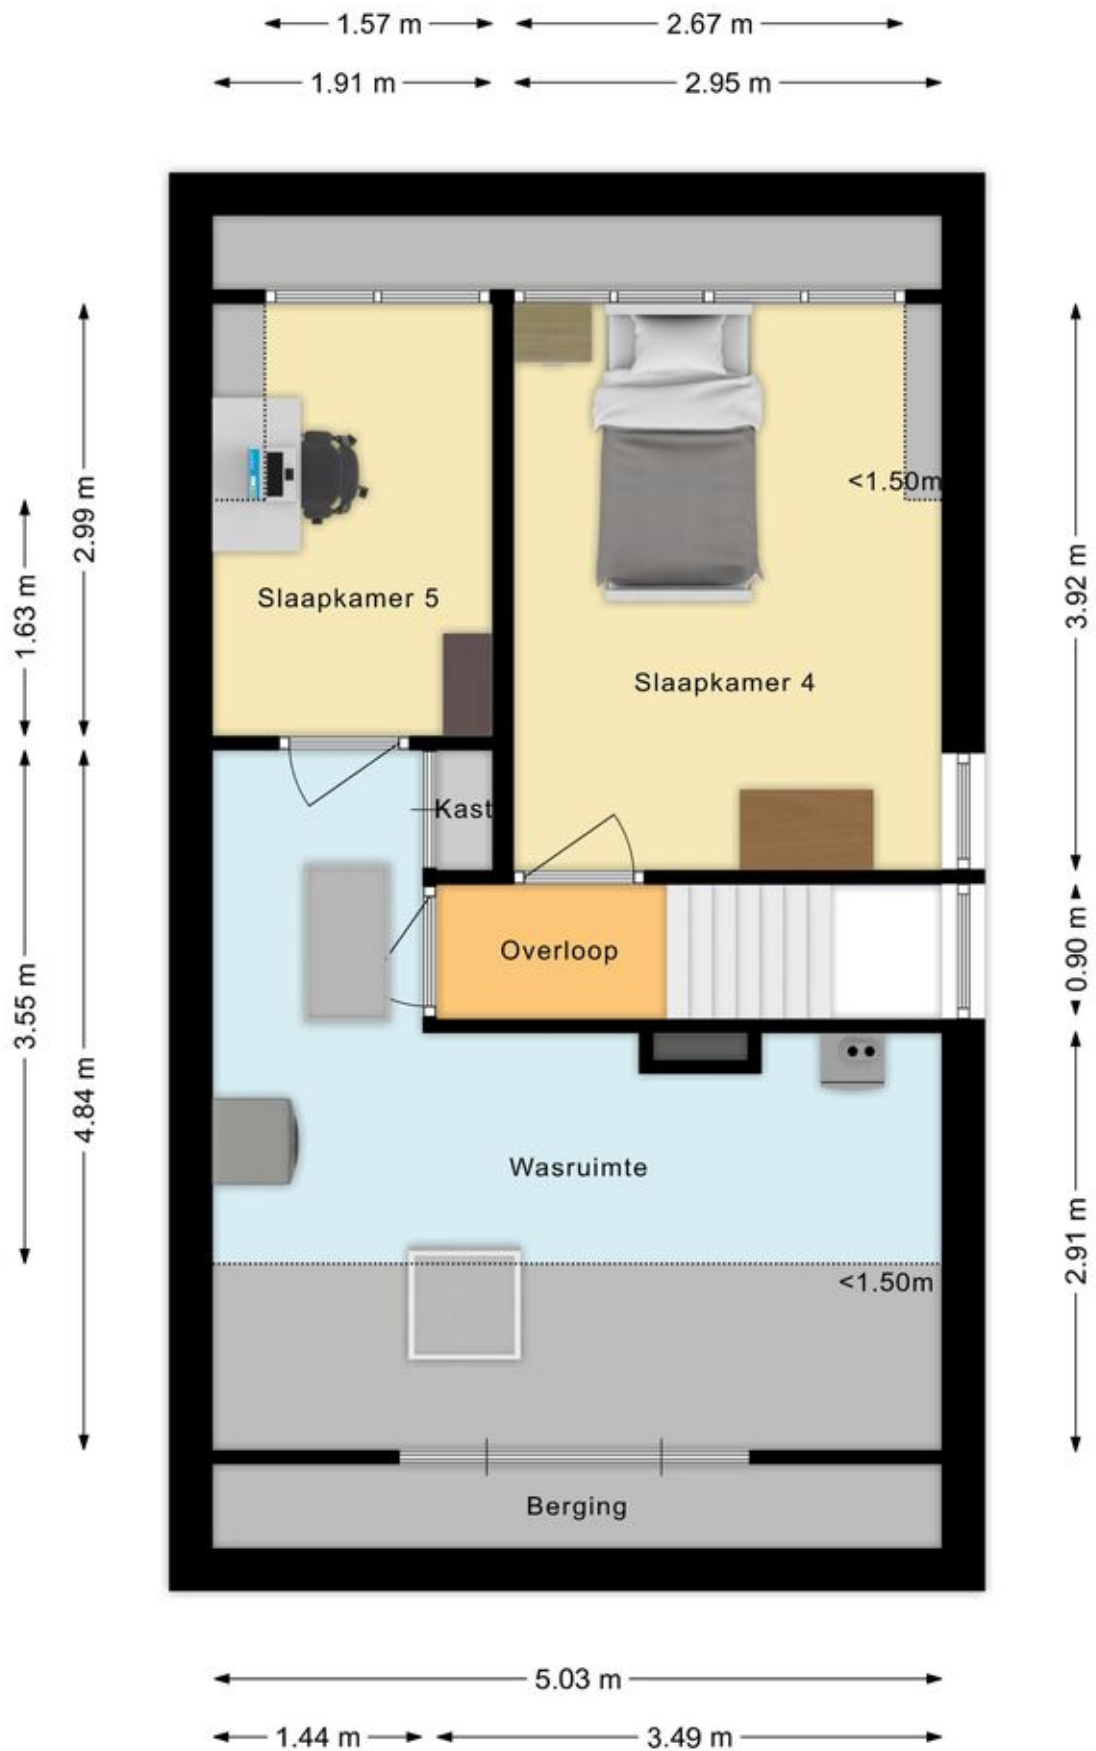 1.57 m
2.67 m
1.91 m
2.95 m
2.99 m
1.63 m
<1.50m
3.92 m
Slaapkamer 5
Slaapkamer 4
Kast
Overloop
0.90 m
3.55 m
4.84 m
Wasruimte
2.91 m
<1.50m
Berging
5.03 m
1.44 m
3.49 m